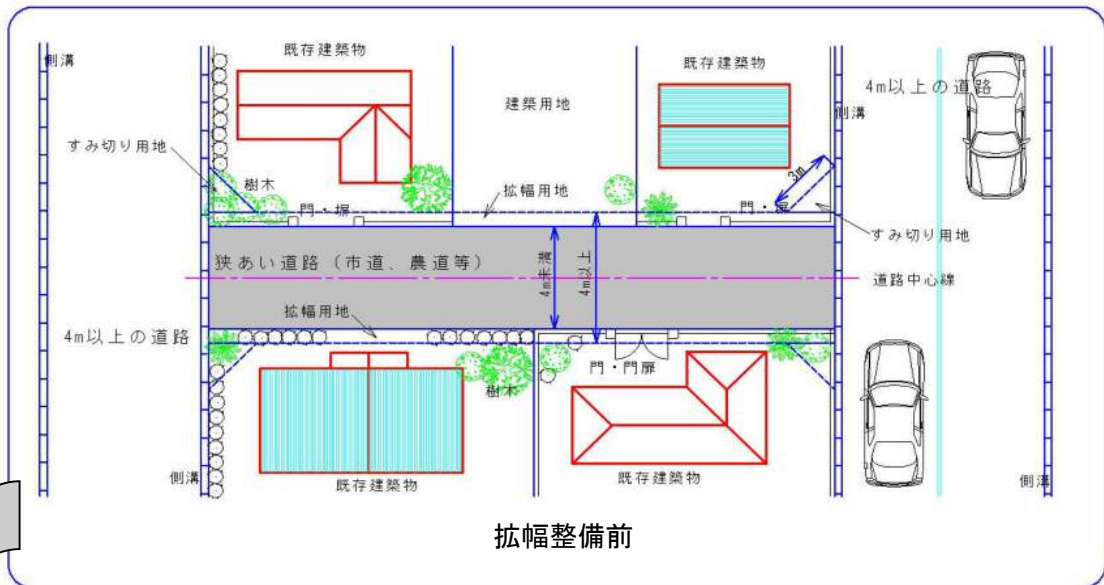 側溝
既存建築物
既存建築物
4m以上の道路
建築用地
側溝
すみ切り用地
3m
樹木
拡幅用地
門・塀
門・塀
すみ切り用地
狭あい道路(市道、農道等)
4m未満
4m以上
道路中心線
拡幅用地
4m以上の道路
門・門扉
樹木
側溝
既存建築物
既存建築物
側溝
拡幅整備前